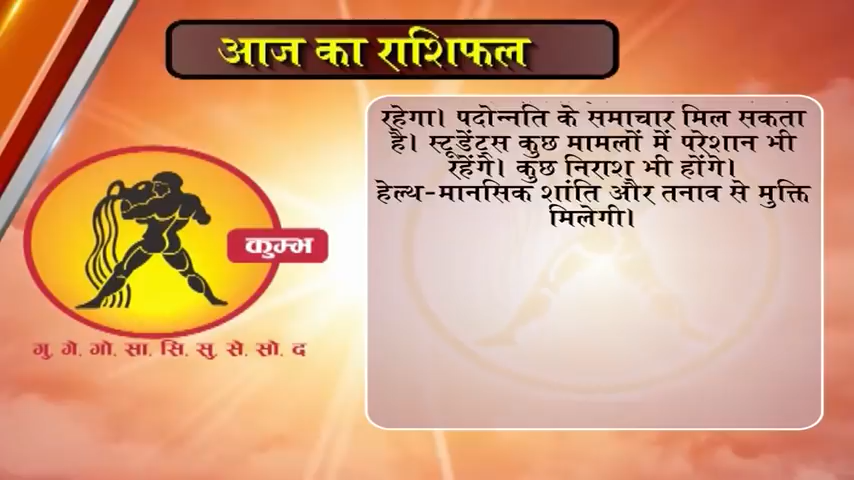 आज का राशिफल
रहेगा। पदोन्नति के समाचार मिल सकता
है। स्टूडेंट्स कुछ मामलों में परेशान भी
रहेंगे। कुछ निराश भी होंगे।
हेल्थ-मानसिक शांति और तनाव से मुक्ति
मिलेगी।
कुम्भ
गु. गे. गो. सा. सि. सु. से. सो. द